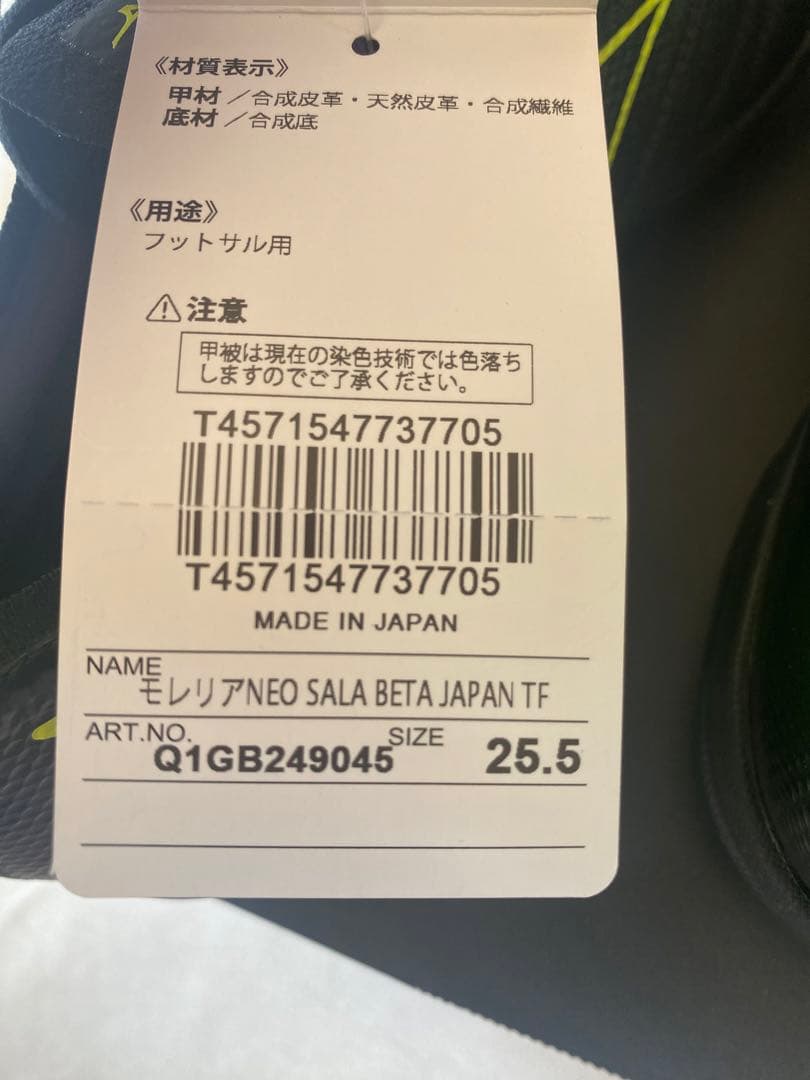 《材質表示》
甲材／合成皮革・天然皮革・合成繊維
底材／合成底
《用途》
フットサル用
⚠注意
甲被は現在の染色技術では色落ち
しますのでご了承ください。
T4571547737705
T4571547737705
MADE IN JAPAN
NAME
モレリアNEO SALA BETA JAPAN TF
ART.NO. SIZE
Q1GB249045 25.5